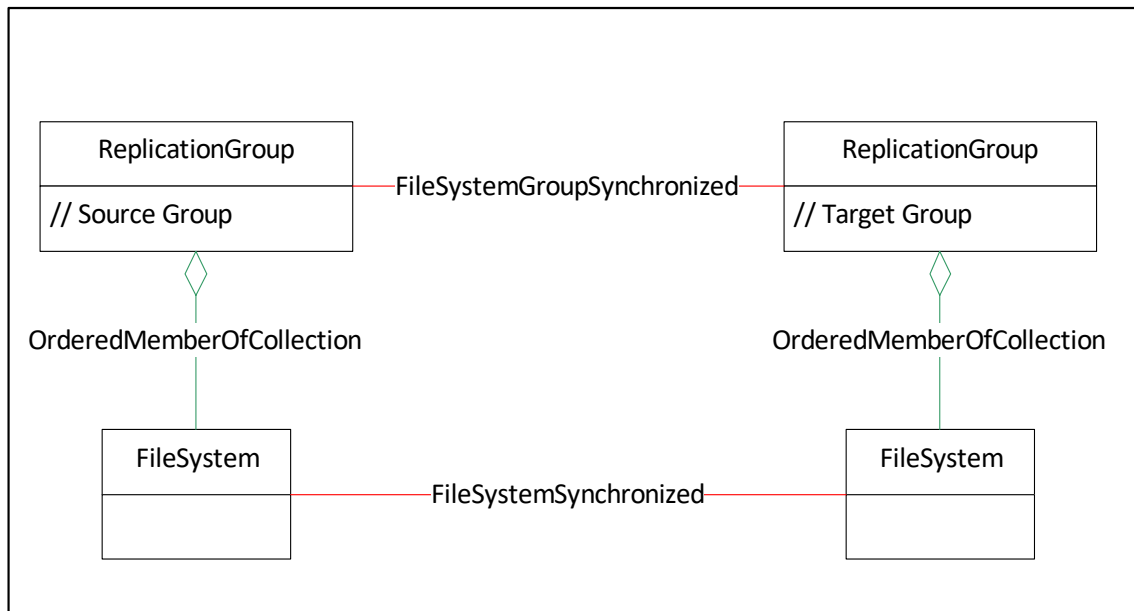 ReplicationGroup
ReplicationGroup
FileSystemGroupSynchronized
// Source Group
// Target Group
OrderedMemberOfCollection
OrderedMemberOfCollection
FileSystem
FileSystem
FileSystemSynchronized